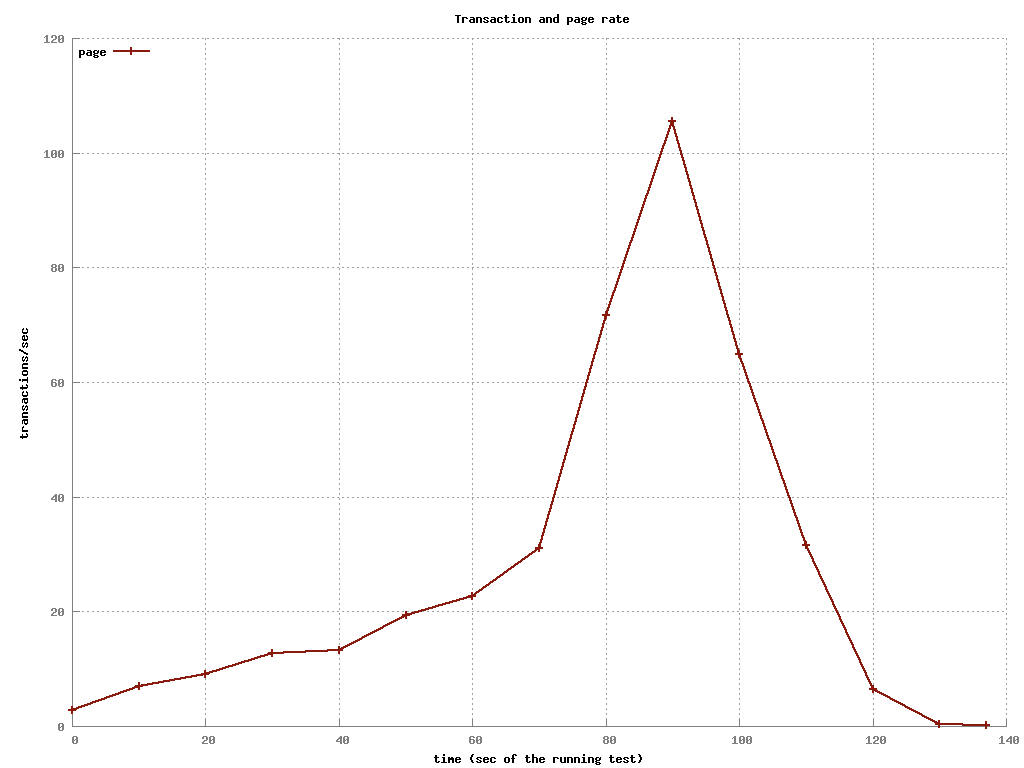 Transaction and page rate
120
page
100
80
60
40
20
0
transactions/sec
0 20 40 60 80 100 120 140
time (sec of the running test)